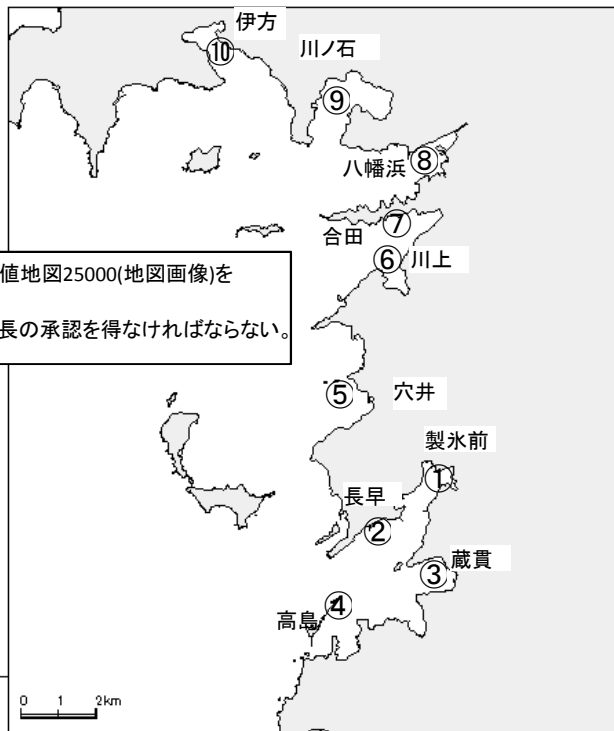 伊方
⑩
川ノ石
⑨
八幡浜
⑧
⑦
合田
⑥
川上
値地図25000(地図画像)を
長の承認を得なければならない。
⑤
穴井
製氷前
①
長早
②
蔵貫
③
④
高島
0 1 2km